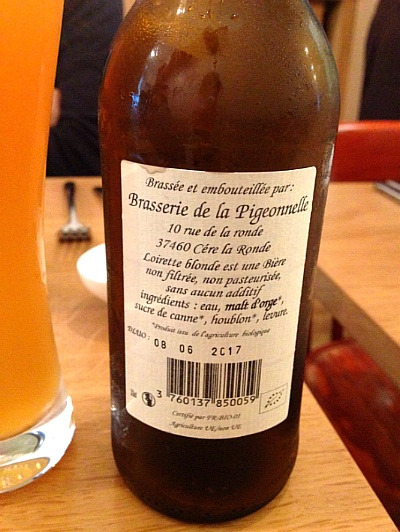 Brassée et embouteillée par:
Brasserie de la Pigeonnelle
10 rue de la ronde
37460 Cére la Ronde
Loirette blonde est une Bière
non filtrée, non pasteurisée,
sans aucun additif
ingrédients : eau, malt d'orge*,
sucre de canne*, houblon*, levure.
*Produit issu de l'agriculture biologique
08 06 2017
3 760137 850059
Certifié par FR-BIO-01
Agriculture UE/non UE